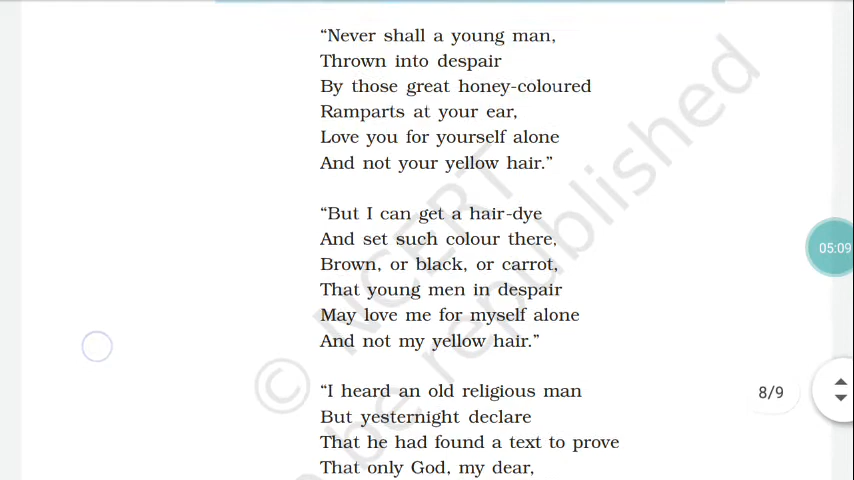 “Never shall a young man,
Thrown into despair
By those great honey-coloured
Ramparts at your ear,
Love you for yourself alone
And not your yellow hair.”
“But I can get a hair-dye
And set such colour there,
Brown, or black, or carrot,
That young men in despair
May love me for myself alone
And not my yellow hair.”
“I heard an old religious man
But yesternight declare
That he had found a text to prove
That only God, my dear,
05:09
8/9
© NCERT
be republished